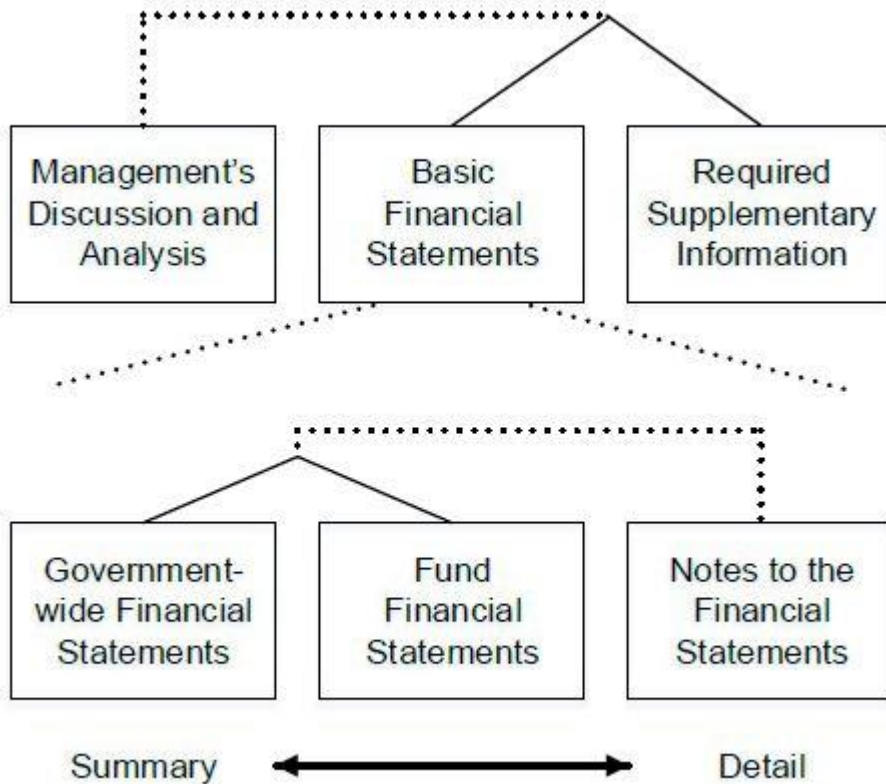 Management's
Discussion and
Analysis
Basic
Financial
Statements
Required
Supplementary
Information
Government-
wide Financial
Statements
Fund
Financial
Statements
Notes to the
Financial
Statements
Summary
Detail